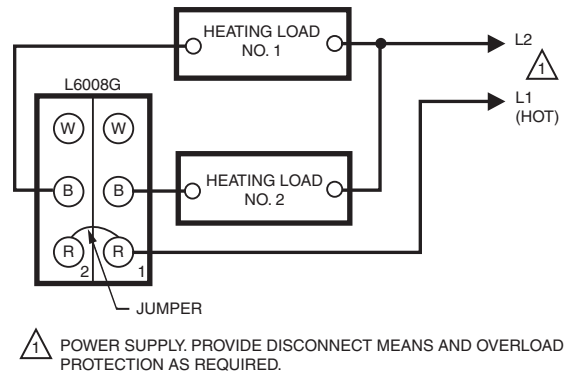 HEATING LOAD
NO. 1
L2
1
L6008G
L1
(HOT)
W W
B B
HEATING LOAD
NO. 2
R R
2 1
JUMPER
1 POWER SUPPLY. PROVIDE DISCONNECT MEANS AND OVERLOAD
PROTECTION AS REQUIRED.